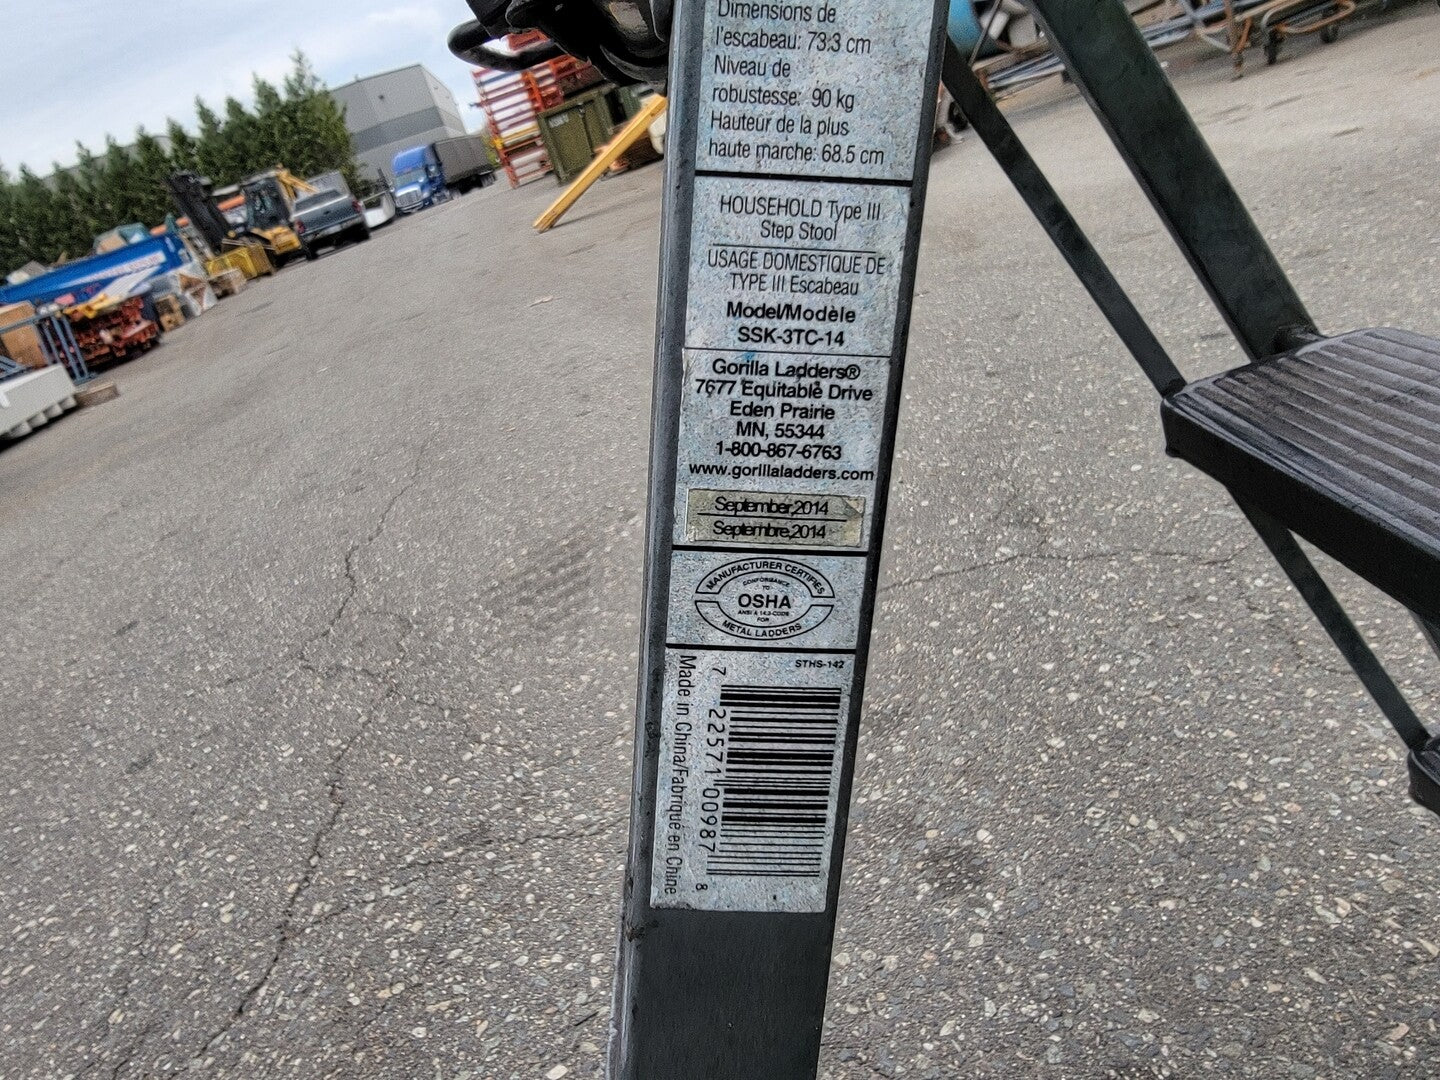 Dimensions de
l'escabeau: 73.3 cm
Niveau de
robustesse: 90 kg
Hauteur de la plus
haute marche: 68.5 cm
HOUSEHOLD Type III
Step Stool
USAGE DOMESTIQUE DE
TYPE III Escabeau
Model/Modèle
SSK-3TC-14
Gorilla Ladders®
7677 Equitable Drive
Eden Prairie
MN, 55344
1-800-867-6763
www.gorillaladders.com
September,2014
Septembre,2014
MANUFACTURER CERTIFIES
CONFORMANCE
TO
OSHA
ANSI A 14.2-CODE
FOR
METAL LADDERS
STHS-142
7 22571 00987 8
Made in China/Fabriqué en Chine